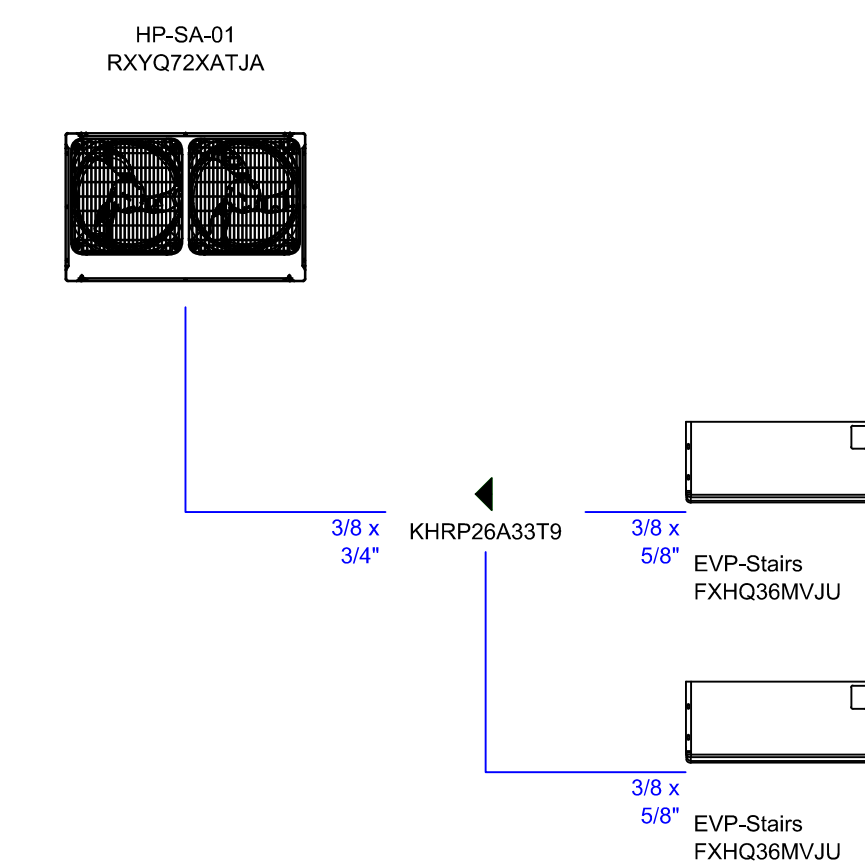 HP-SA-01
RXYQ72XATJA
3/8 x
3/4"
KHRP26A33T9
3/8 x
5/8"
EVP-Stairs
FXHQ36MVJU
3/8 x
5/8"
EVP-Stairs
FXHQ36MVJU